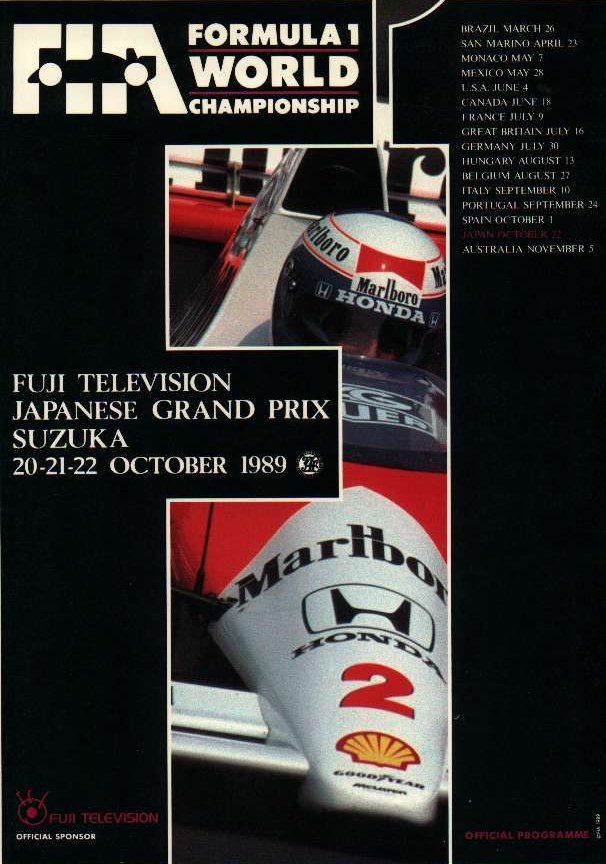 FIA
FORMULA 1
WORLD
CHAMPIONSHIP
BRAZIL MARCH 26
SAN MARINO APRIL 23
MONACO MAY 7
MEXICO MAY 28
U.S.A. JUNE 4
CANADA JUNE 18
FRANCE JULY 9
GREAT BRITAIN JULY 16
GERMANY JULY 30
HUNGARY AUGUST 13
BELGIUM AUGUST 27
ITALY SEPTEMBER 10
PORTUGAL SEPTEMBER 24
SPAIN OCTOBER 1
JAPAN OCTOBER 22
AUSTRALIA NOVEMBER 5
Marlboro
Marlboro
HONDA
FUJI TELEVISION
JAPANESE GRAND PRIX
SUZUKA
20-21-22 OCTOBER 1989
Marlboro
HONDA
2
GOODYEAR
McLaren
FUJI TELEVISION
OFFICIAL SPONSOR
OFFICIAL PROGRAMME